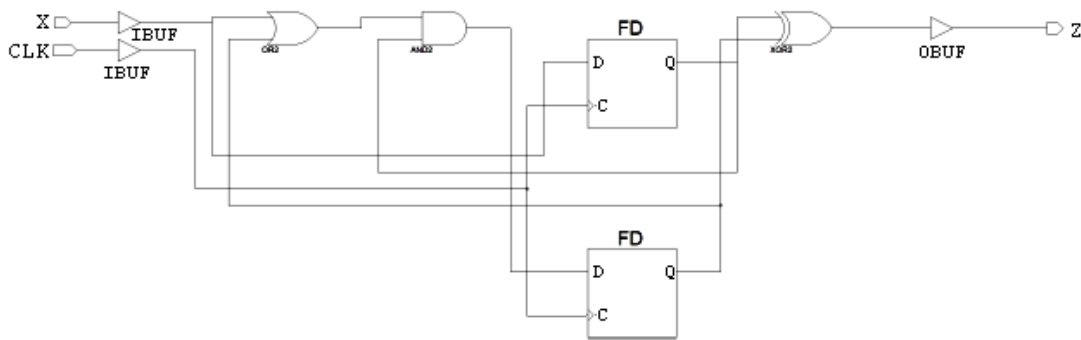 X
IBUF
CLK
IBUF
OR2
AND2
FD
D
Q
C
XOR2
OBUF
Z
FD
D
Q
C